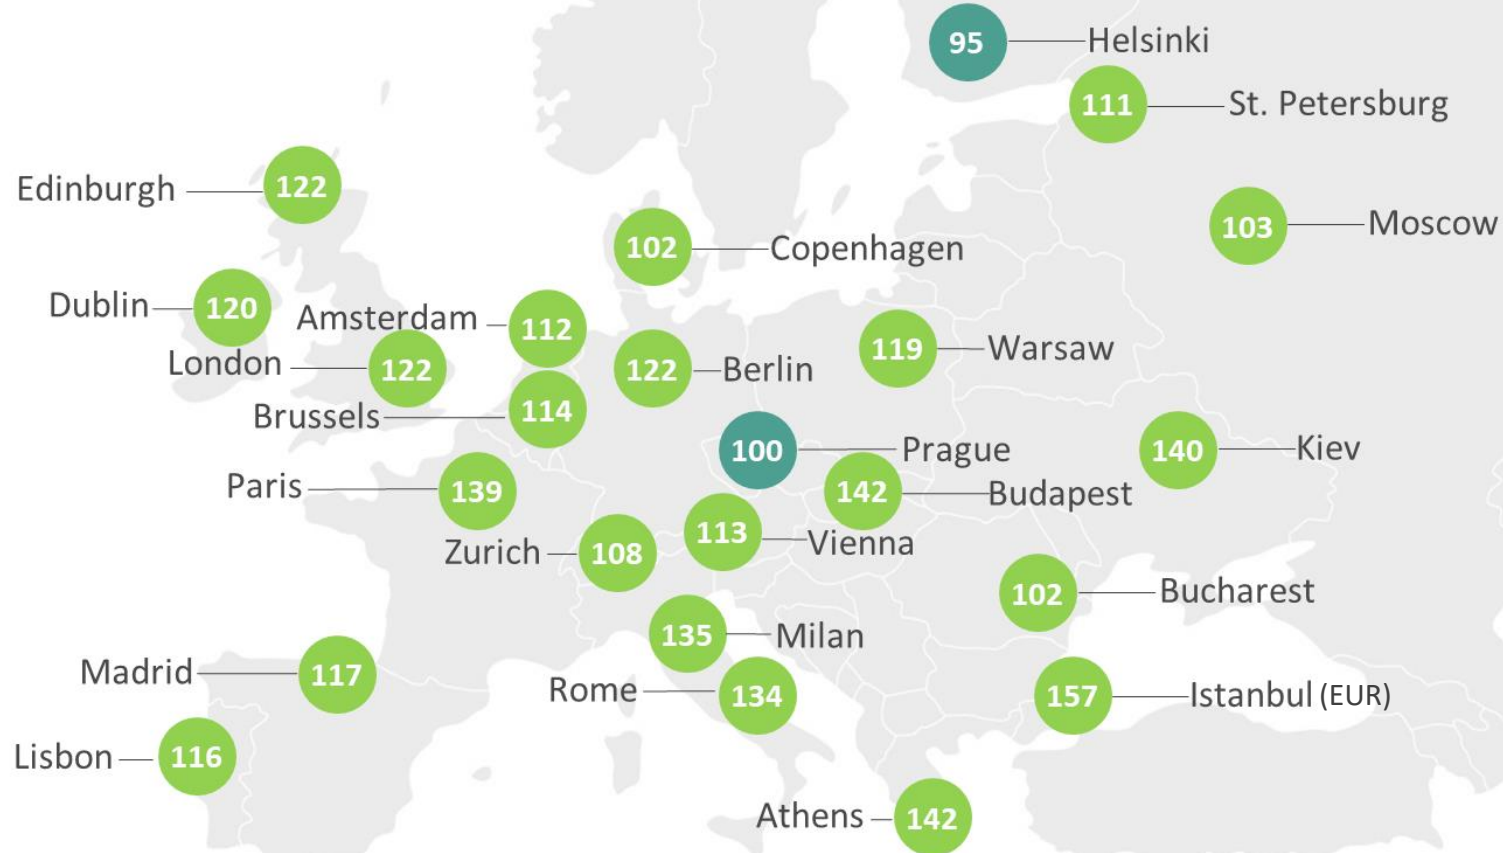 95 Helsinki
111 St. Petersburg
Edinburgh 122
103 Moscow
102 Copenhagen
Dublin 120
Amsterdam 112
119 Warsaw
London 122
122 Berlin
Brussels 114
100 Prague
140 Kiev
Paris 139
142 Budapest
113 Vienna
Zurich 108
102 Bucharest
135 Milan
Madrid 117
Rome 134
157 Istanbul (EUR)
Lisbon 116
Athens 142